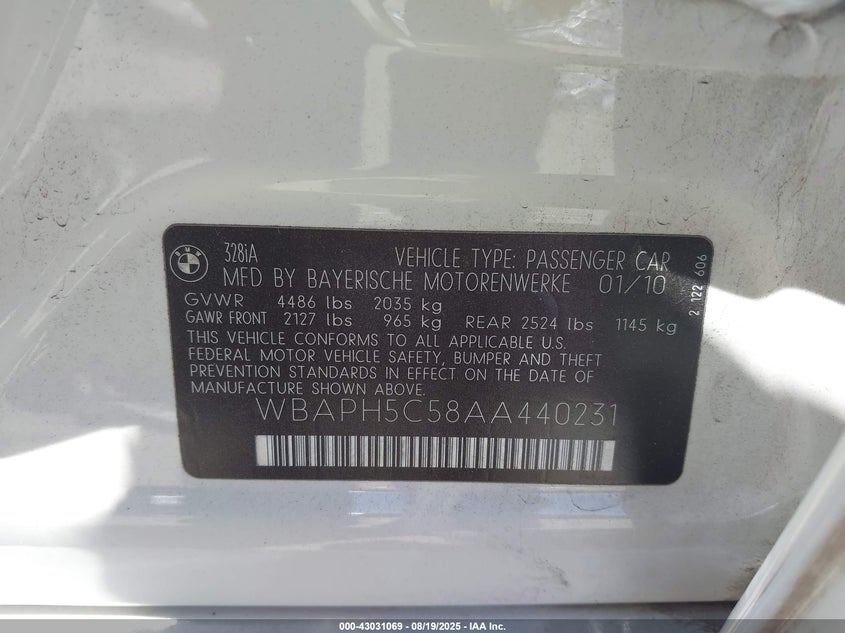 BMW
328iA
VEHICLE TYPE: PASSENGER CAR
MFD BY BAYERISCHE MOTORENWERKE 01/10
GVWR 4486 lbs 2035 kg
GAWR FRONT 2127 lbs 965 kg REAR 2524 lbs 1145 kg
THIS VEHICLE CONFORMS TO ALL APPLICABLE U.S.
FEDERAL MOTOR VEHICLE SAFETY, BUMPER AND THEFT
PREVENTION STANDARDS IN EFFECT ON THE DATE OF
MANUFACTURE SHOWN ABOVE.
WBAPH5C58AA440231
2 122 606
000-43031069 - 08/19/2025 - IAA Inc.